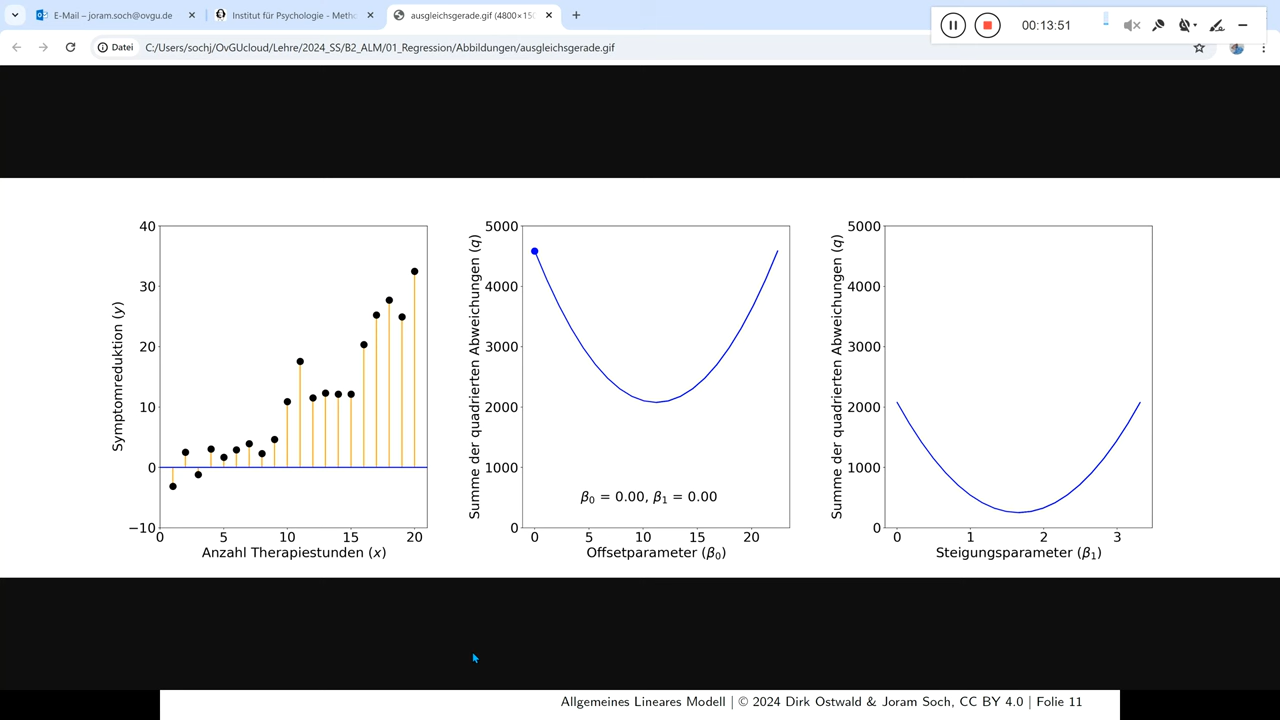 E-Mail – joram.soch@ovgu.de
Institut für Psychologie - Metho
ausgleichsgerade.gif (4800×150
00:13:51
Datei
C:/Users/sochj/OvGUcloud/Lehre/2024_SS/B2_ALM/01_Regression/Abbildungen/ausgleichsgerade.gif
40
30
20
10
0
−10
0 5 10 15 20
Symptomreduktion (y)
Anzahl Therapiestunden (x)
5000
4000
3000
2000
1000
0
0 5 10 15 20
Summe der quadrierten Abweichungen (q)
β₀ = 0.00, β₁ = 0.00
Offsetparameter (β₀)
5000
4000
3000
2000
1000
0
0 1 2 3
Summe der quadrierten Abweichungen (q)
Steigungsparameter (β₁)
Allgemeines Lineares Modell | © 2024 Dirk Ostwald & Joram Soch, CC BY 4.0 | Folie 11